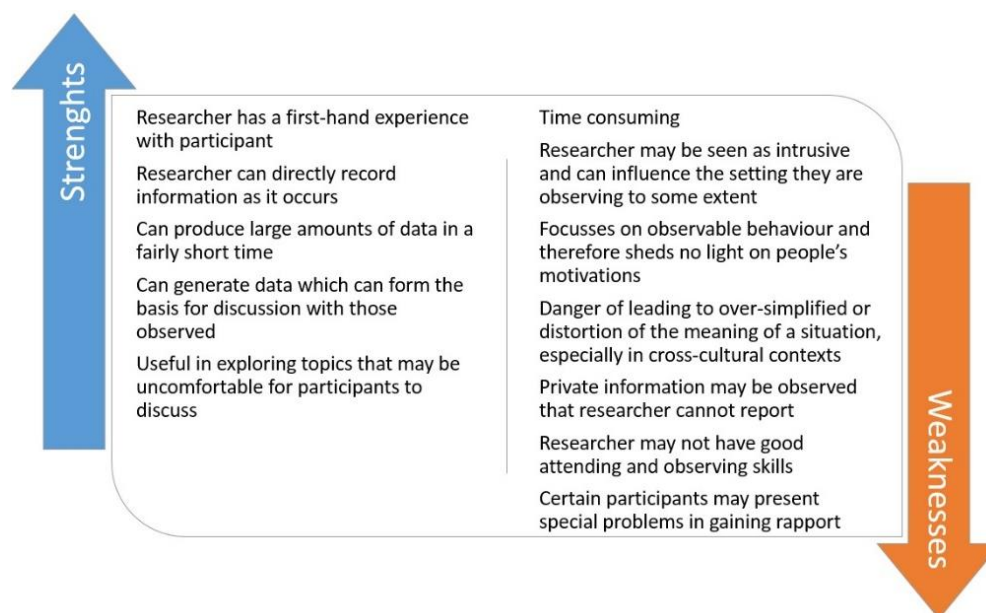 Strenghts
Researcher has a first-hand experience
with participant
Researcher can directly record
information as it occurs
Can produce large amounts of data in a
fairly short time
Can generate data which can form the
basis for discussion with those
observed
Useful in exploring topics that may be
uncomfortable for participants to
discuss
Time consuming
Researcher may be seen as intrusive
and can influence the setting they are
observing to some extent
Focusses on observable behaviour and
therefore sheds no light on people’s
motivations
Danger of leading to over-simplified or
distortion of the meaning of a situation,
especially in cross-cultural contexts
Private information may be observed
that researcher cannot report
Researcher may not have good
attending and observing skills
Certain participants may present
special problems in gaining rapport
Weaknesses